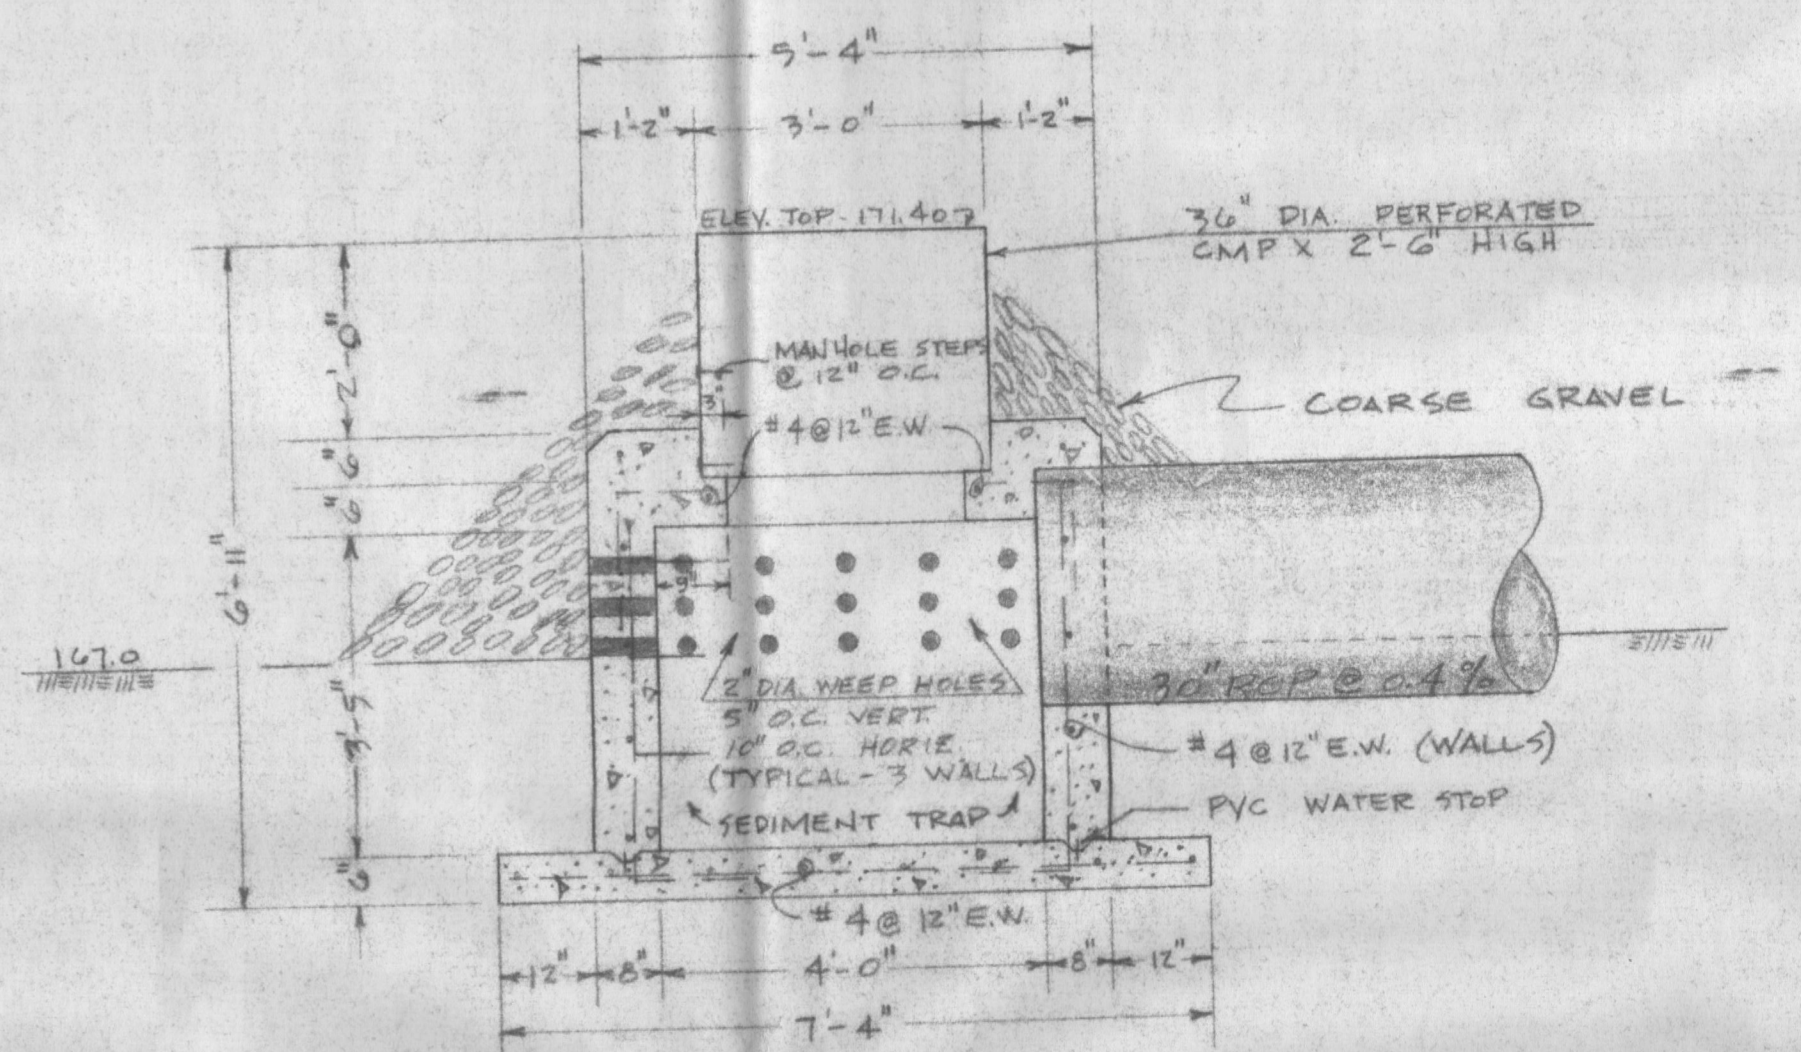 5'-4"
1'-2" 3'-0" 1'-2"
ELEV. TOP - 171.407
36" DIA. PERFORATED
CMP X 2'-6" HIGH
2'-0"
MANHOLE STEPS
@ 12" O.C.
3"
COARSE GRAVEL
#4@12"E.W.
6"
6"
6'-11"
9"
167.0
2" DIA. WEEP HOLES
5" O.C. VERT.
10" O.C. HORIZ.
(TYPICAL - 3 WALLS)
30" RCP @ 0.4 %
3'-5"
#4 @ 12" E.W. (WALLS)
SEDIMENT TRAP
PVC WATER STOP
6"
#4 @ 12" E.W.
12" 8" 4'-0" 8" 12"
7'-4"